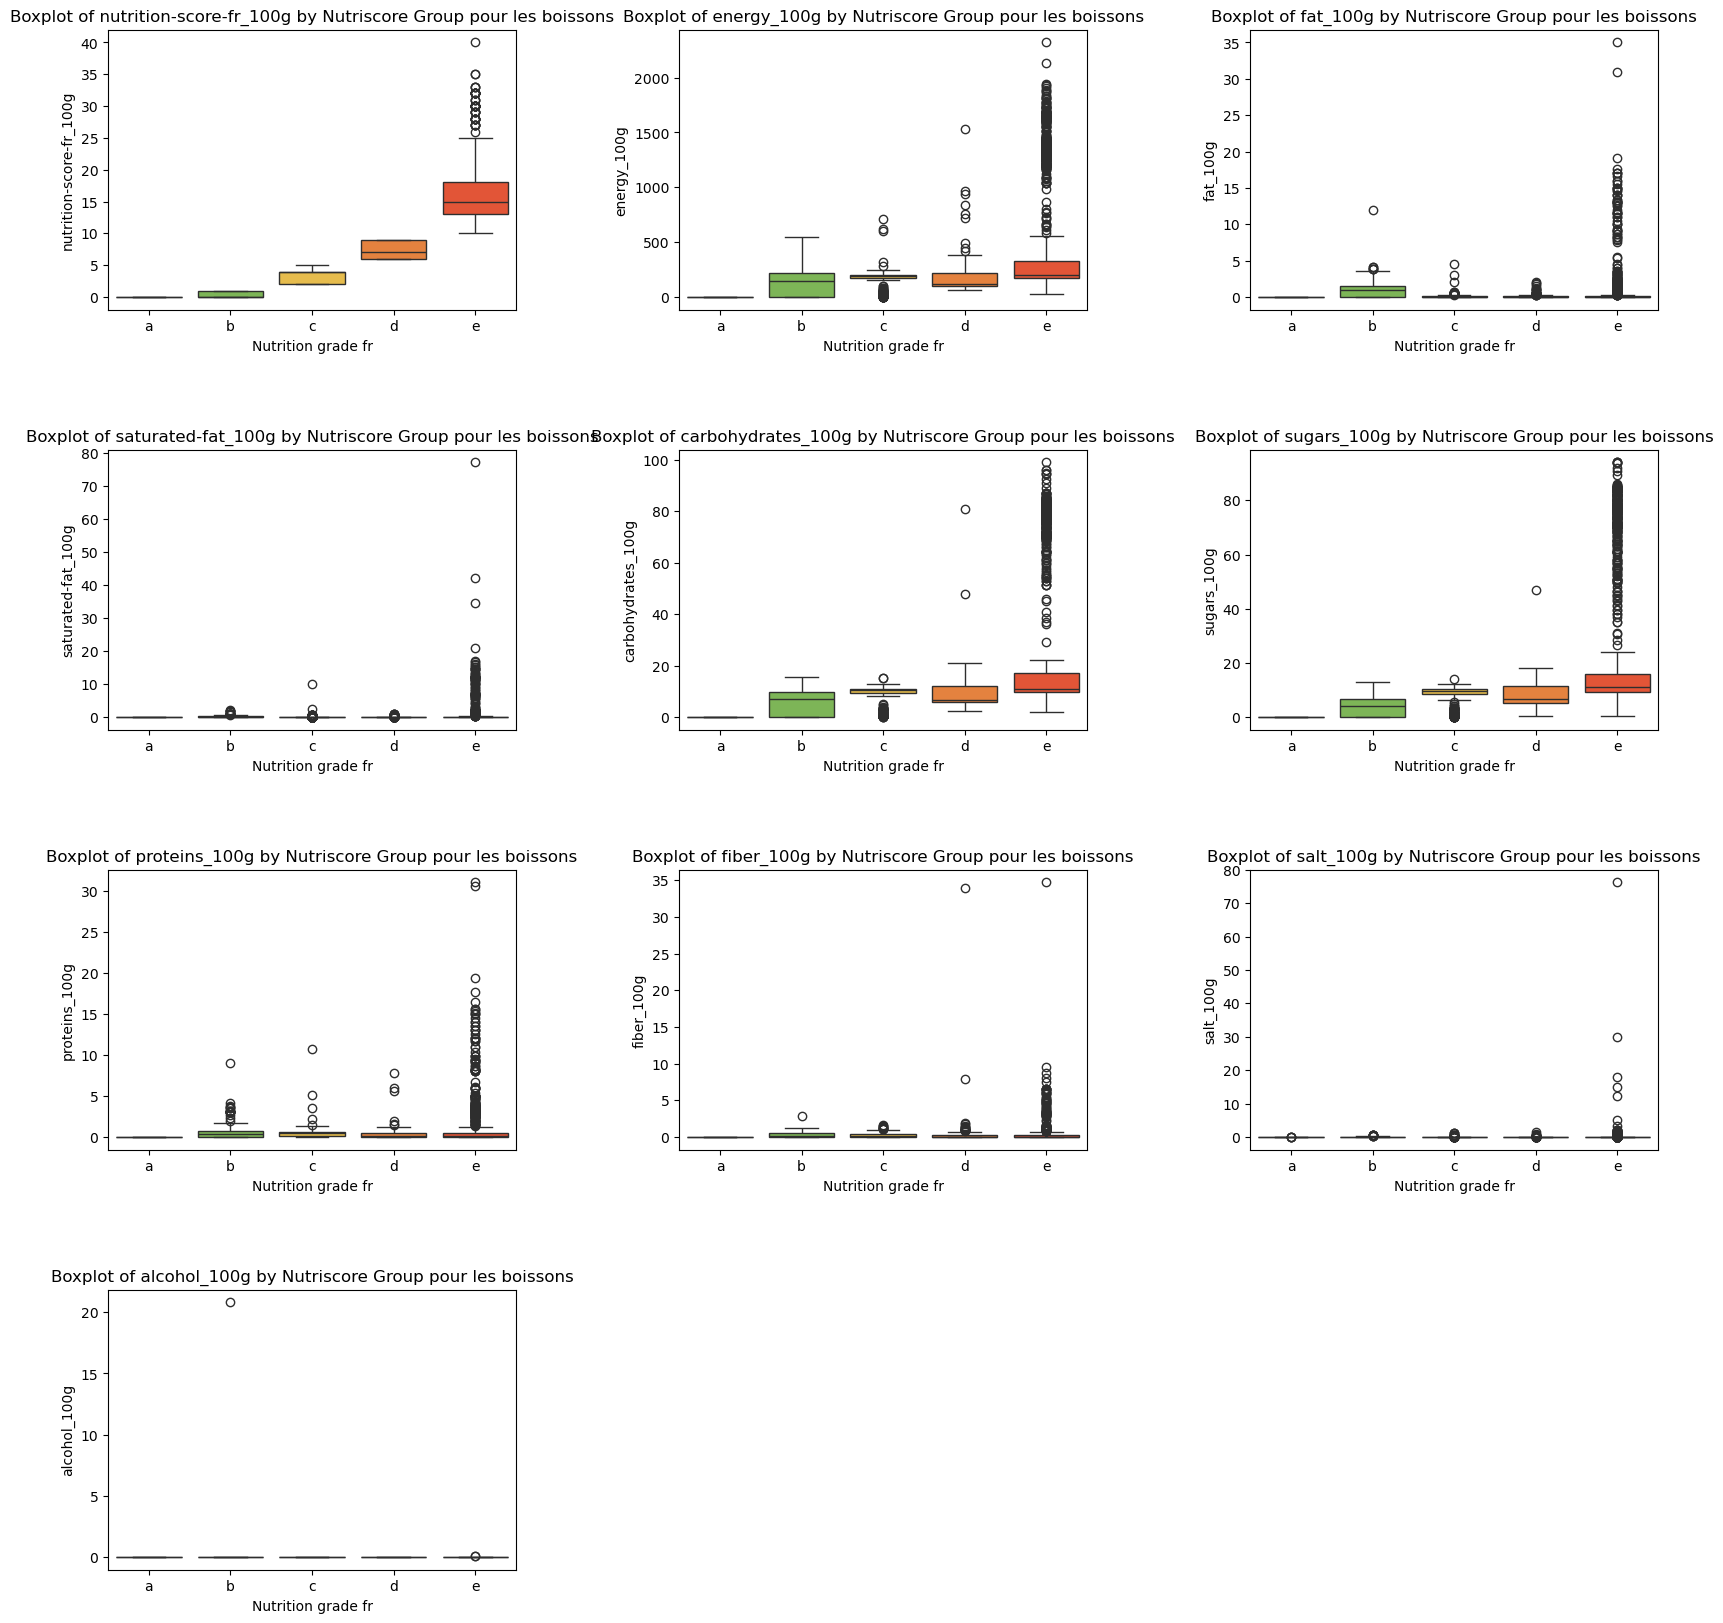 Boxplot of nutrition-score-fr_100g by Nutriscore Group pour les boissons
nutrition-score-fr_100g
40
35
30
25
20
15
10
5
0
a b c d e
Nutrition grade fr
Boxplot of energy_100g by Nutriscore Group pour les boissons
energy_100g
2000
1500
1000
500
0
a b c d e
Nutrition grade fr
Boxplot of fat_100g by Nutriscore Group pour les boissons
fat_100g
35
30
25
20
15
10
5
0
a b c d e
Nutrition grade fr
Boxplot of saturated-fat_100g by Nutriscore Group pour les boissons
saturated-fat_100g
80
70
60
50
40
30
20
10
0
a b c d e
Nutrition grade fr
Boxplot of carbohydrates_100g by Nutriscore Group pour les boissons
carbohydrates_100g
100
80
60
40
20
0
a b c d e
Nutrition grade fr
Boxplot of sugars_100g by Nutriscore Group pour les boissons
sugars_100g
80
60
40
20
0
a b c d e
Nutrition grade fr
Boxplot of proteins_100g by Nutriscore Group pour les boissons
proteins_100g
30
25
20
15
10
5
0
a b c d e
Nutrition grade fr
Boxplot of fiber_100g by Nutriscore Group pour les boissons
fiber_100g
35
30
25
20
15
10
5
0
a b c d e
Nutrition grade fr
Boxplot of salt_100g by Nutriscore Group pour les boissons
salt_100g
80
70
60
50
40
30
20
10
0
a b c d e
Nutrition grade fr
Boxplot of alcohol_100g by Nutriscore Group pour les boissons
alcohol_100g
20
15
10
5
0
a b c d e
Nutrition grade fr